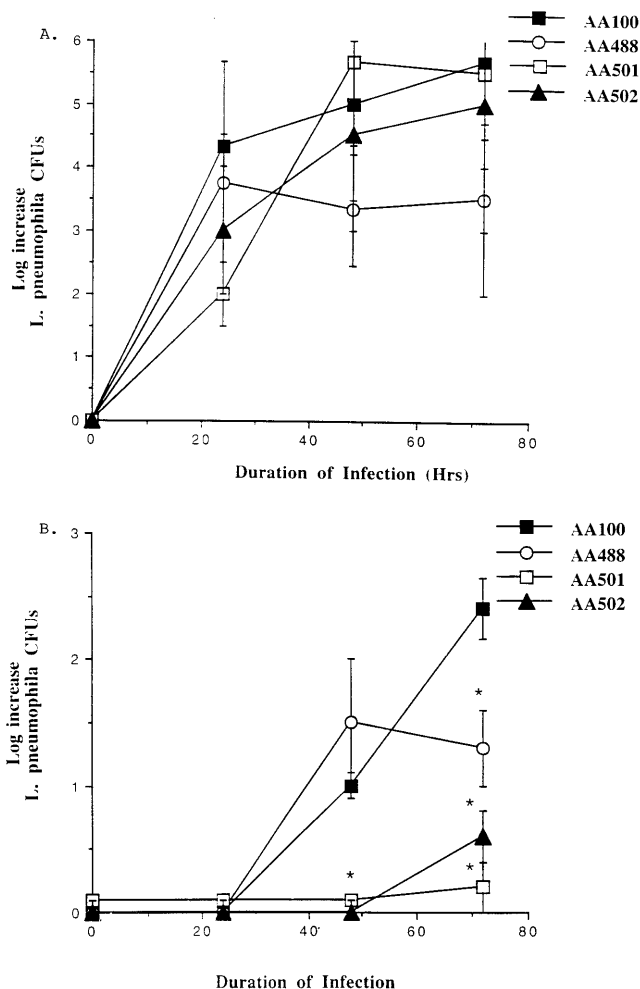 A.
AA100
AA488
AA501
AA502
6
5
4
3
2
1
0
Log increase
L. pneumophila CFUs
0
20
40
60
80
Duration of Infection (Hrs)
B.
AA100
AA488
AA501
AA502
3
2
1
0
Log increase
L. pneumophila CFUs
*
*
*
*
0
20
40
60
80
Duration of Infection